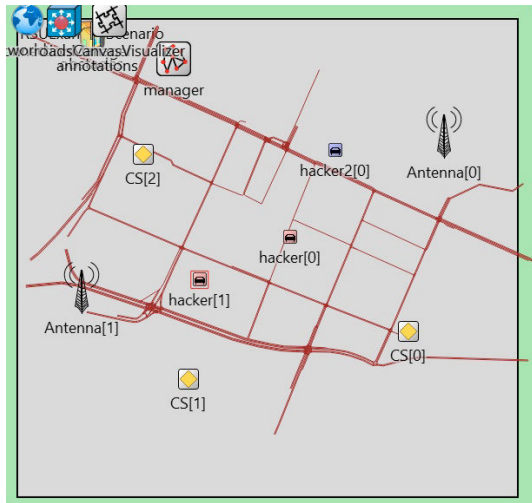 Scenario
CanvasVisualizer
annotations
manager
hacker2[0]
Antenna[0]
CS[2]
hacker[0]
hacker[1]
Antenna[1]
CS[0]
CS[1]